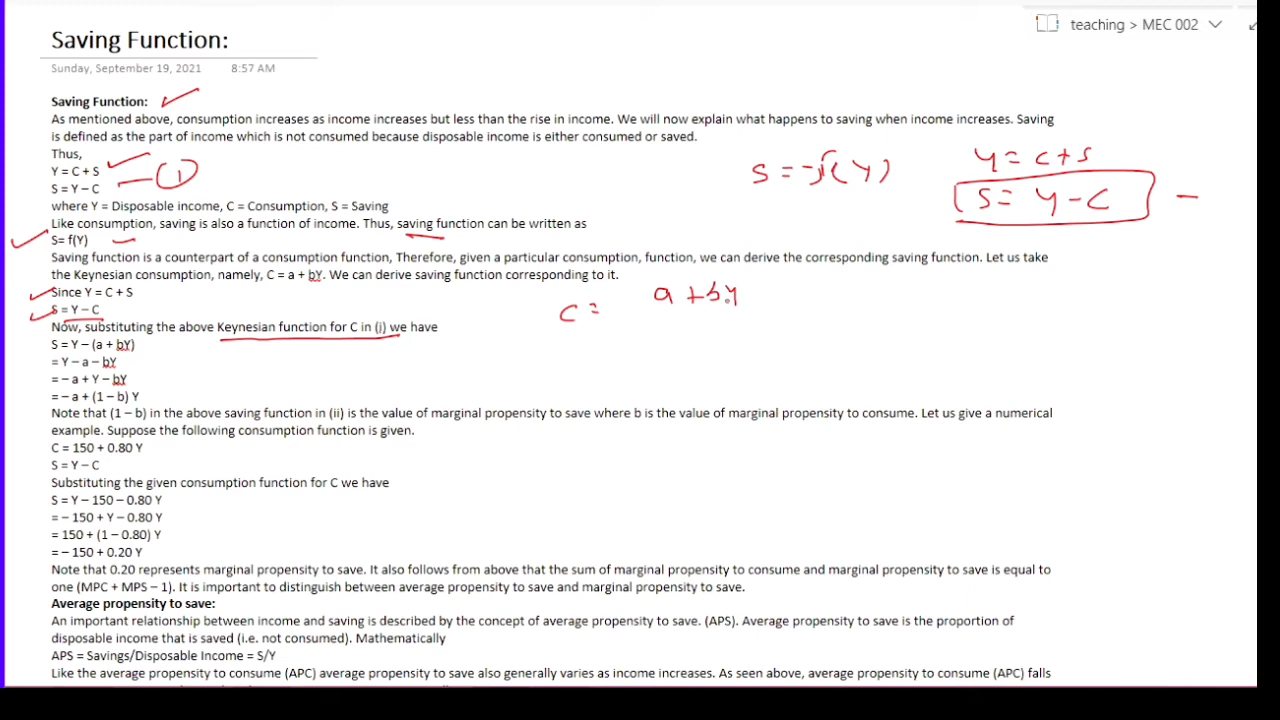 teaching > MEC 002
Saving Function:
Sunday, September 19, 2021 8:57 AM
Saving Function:
As mentioned above, consumption increases as income increases but less than the rise in income. We will now explain what happens to saving when income increases. Saving
is defined as the part of income which is not consumed because disposable income is either consumed or saved.
Thus,
Y = C + S
S = Y – C
①
S = f(Y)
Y = C + S
S = Y – C
where Y = Disposable income, C = Consumption, S = Saving
Like consumption, saving is also a function of income. Thus, saving function can be written as
S= f(Y)
Saving function is a counterpart of a consumption function, Therefore, given a particular consumption, function, we can derive the corresponding saving function. Let us take
the Keynesian consumption, namely, C = a + bY. We can derive saving function corresponding to it.
Since Y = C + S
S = Y – C
C = a + bY
Now, substituting the above Keynesian function for C in (i) we have
S = Y – (a + bY)
= Y – a – bY
= – a + Y – bY
= – a + (1 – b) Y
Note that (1 – b) in the above saving function in (ii) is the value of marginal propensity to save where b is the value of marginal propensity to consume. Let us give a numerical
example. Suppose the following consumption function is given.
C = 150 + 0.80 Y
S = Y – C
Substituting the given consumption function for C we have
S = Y – 150 – 0.80 Y
= – 150 + Y – 0.80 Y
= 150 + (1 – 0.80) Y
= – 150 + 0.20 Y
Note that 0.20 represents marginal propensity to save. It also follows from above that the sum of marginal propensity to consume and marginal propensity to save is equal to
one (MPC + MPS – 1). It is important to distinguish between average propensity to save and marginal propensity to save.
Average propensity to save:
An important relationship between income and saving is described by the concept of average propensity to save. (APS). Average propensity to save is the proportion of
disposable income that is saved (i.e. not consumed). Mathematically
APS = Savings/Disposable Income = S/Y
Like the average propensity to consume (APC) average propensity to save also generally varies as income increases. As seen above, average propensity to consume (APC) falls